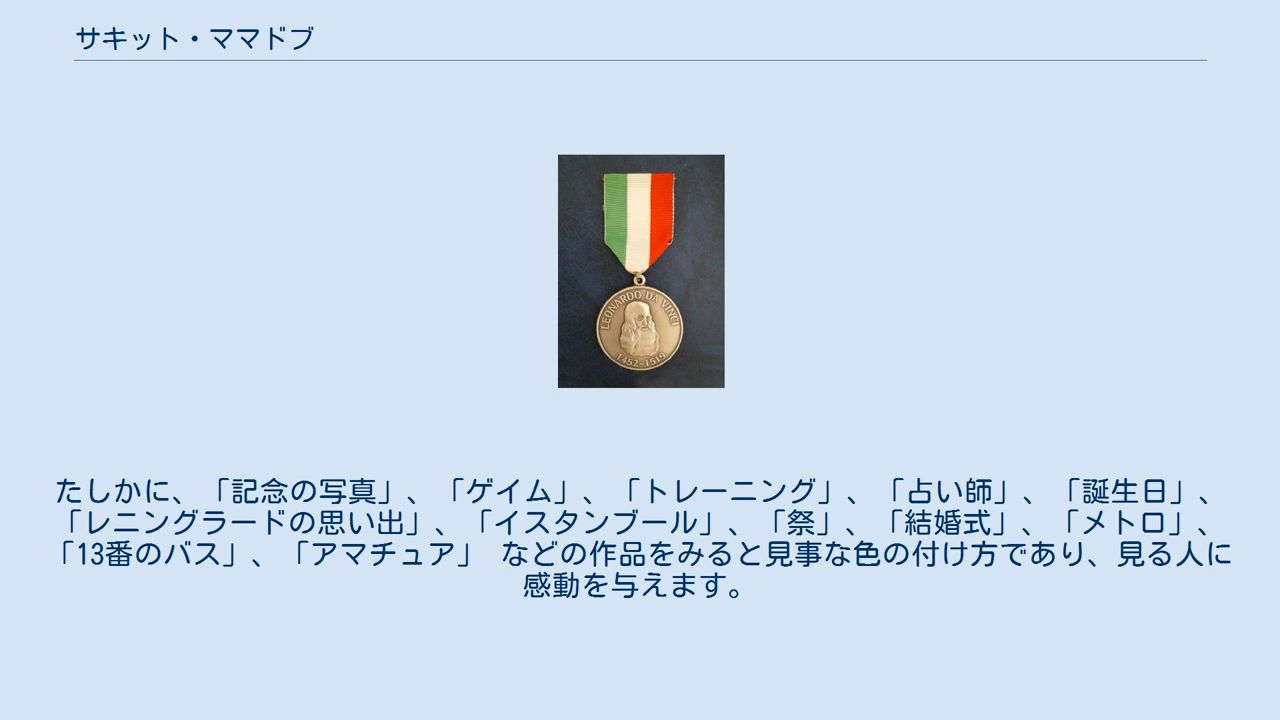 サキット・ママドブ
LEONARDO DA VINCI
1452-1519
たしかに、「記念の写真」、「ゲイム」、「トレーニング」、「占い師」、「誕生日」、
「レニングラードの思い出」、「イスタンブール」、「祭」、「結婚式」、「メトロ」、
「13番のバス」、「アマチュア」 などの作品をみると見事な色の付け方であり、見る人に
感動を与えます。